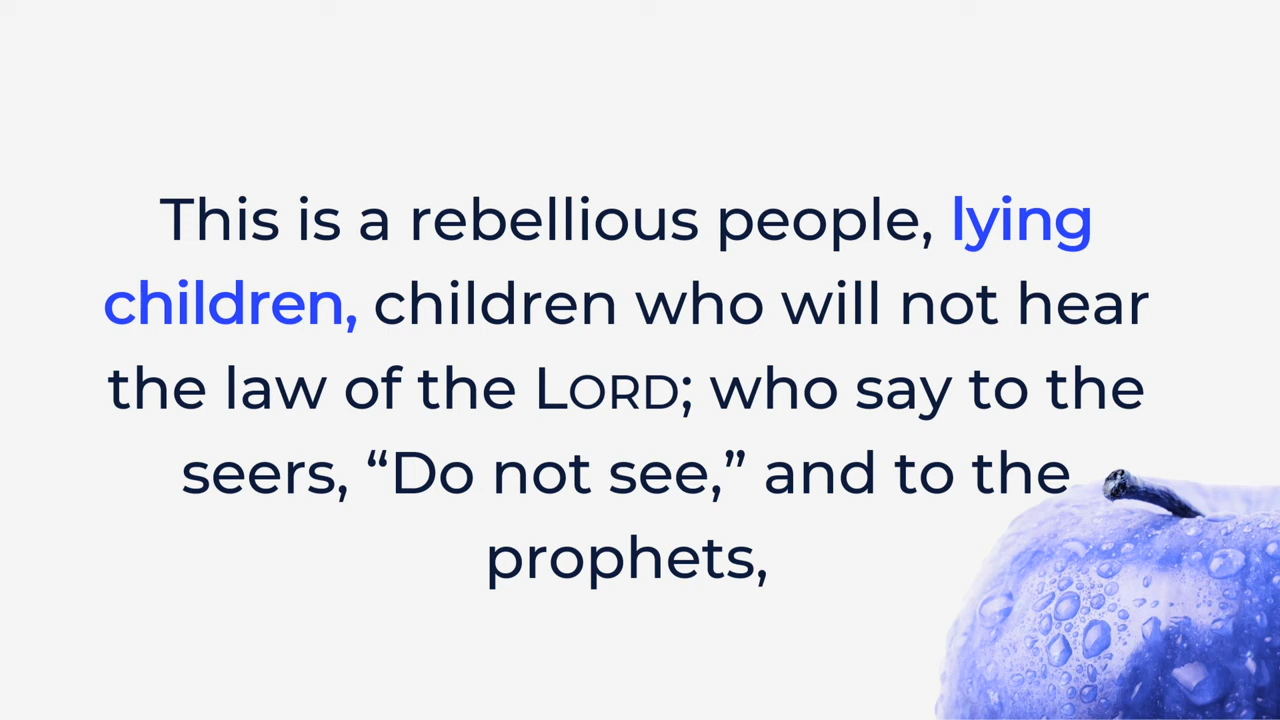 This is a rebellious people, lying
children, children who will not hear
the law of the LORD; who say to the
seers, “Do not see,” and to the
prophets,